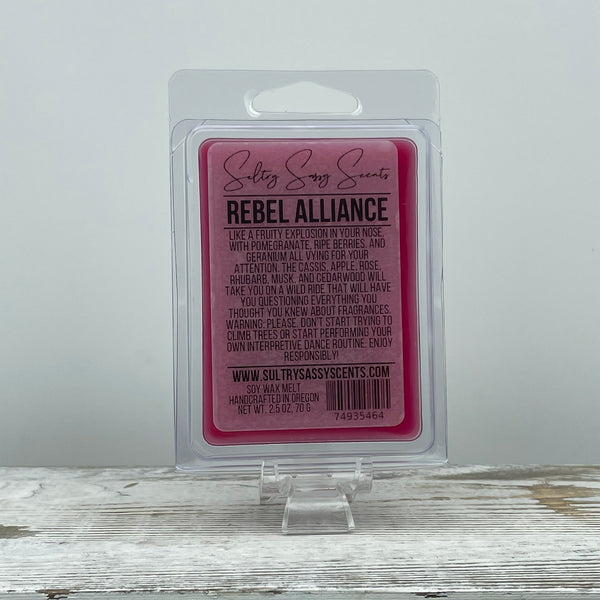 Sultry Sassy Scents
REBEL ALLIANCE
LIKE A FRUITY EXPLOSION IN YOUR NOSE,
WITH POMEGRANATE, RIPE BERRIES, AND
GERANIUM ALL VYING FOR YOUR
ATTENTION. THE CASSIS, APPLE, ROSE,
RHUBARB, MUSK, AND CEDARWOOD WILL
TAKE YOU ON A WILD RIDE THAT WILL HAVE
YOU QUESTIONING EVERYTHING YOU
THOUGHT YOU KNEW ABOUT FRAGRANCES.
WARNING: PLEASE, DON'T START TRYING TO
CLIMB TREES OR START PERFORMING YOUR
OWN INTERPRETIVE DANCE ROUTINE. ENJOY
RESPONSIBLY!
WWW.SULTRYSASSYSCENTS.COM
SOY WAX MELT
HANDCRAFTED IN OREGON
NET WT. 2.5 OZ, 70 G
74935464